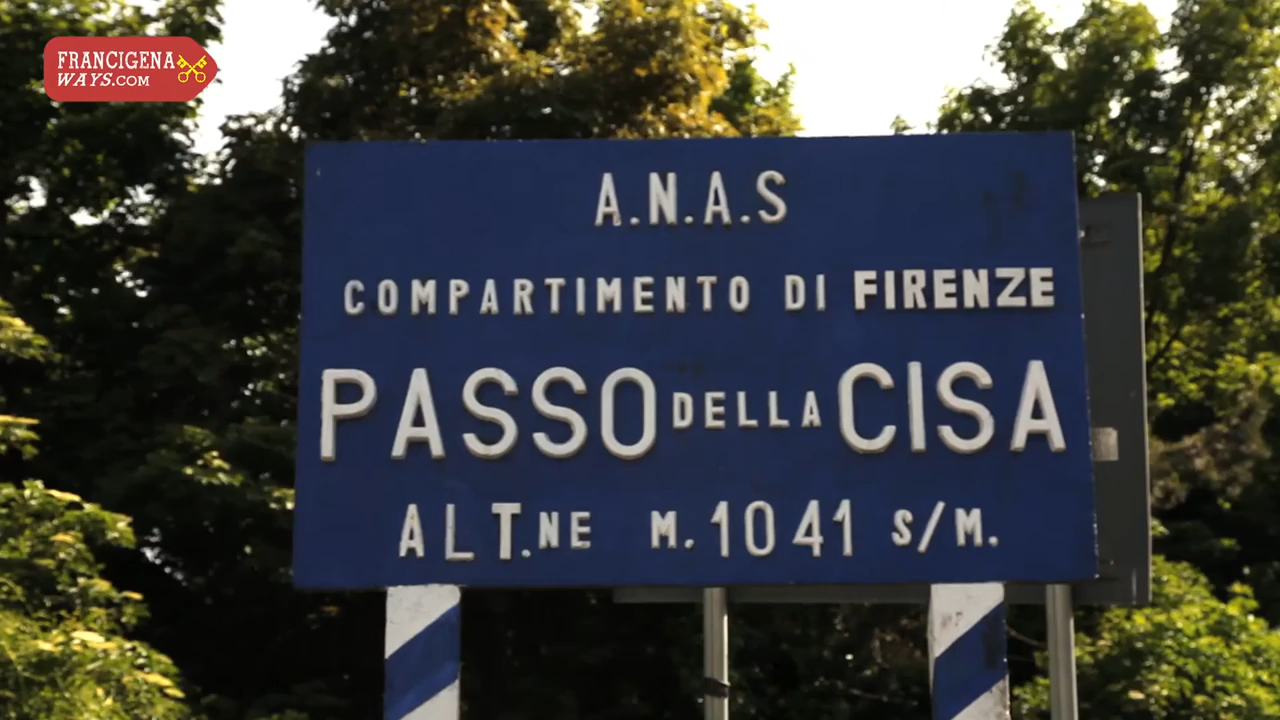 FRANCIGENA
WAYS.COM
A.N.A.S
COMPARTIMENTO DI FIRENZE
PASSO DELLA CISA
ALT.NE M.1041 S/M.